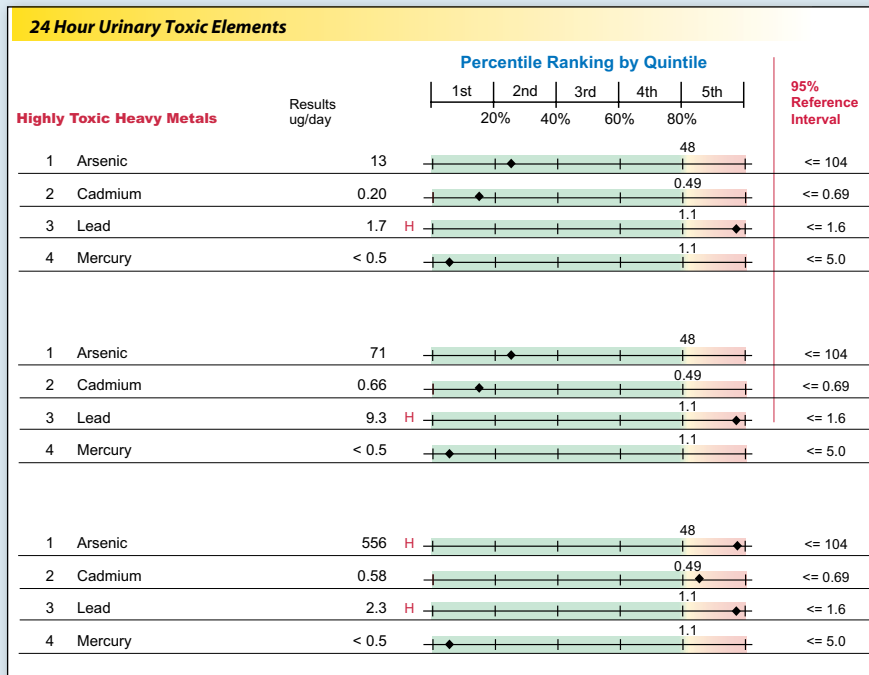 24 Hour Urinary Toxic Elements
Percentile Ranking by Quintile
1st 2nd 3rd 4th 5th
20% 40% 60% 80%
Highly Toxic Heavy Metals
Results
ug/day
95%
Reference
Interval
48
1 Arsenic 13 <= 104
0.49
2 Cadmium 0.20 <= 0.69
1.1
3 Lead 1.7 H <= 1.6
1.1
4 Mercury < 0.5 <= 5.0
48
1 Arsenic 71 <= 104
0.49
2 Cadmium 0.66 <= 0.69
1.1
3 Lead 9.3 H <= 1.6
1.1
4 Mercury < 0.5 <= 5.0
48
1 Arsenic 556 H <= 104
0.49
2 Cadmium 0.58 <= 0.69
1.1
3 Lead 2.3 H <= 1.6
1.1
4 Mercury < 0.5 <= 5.0